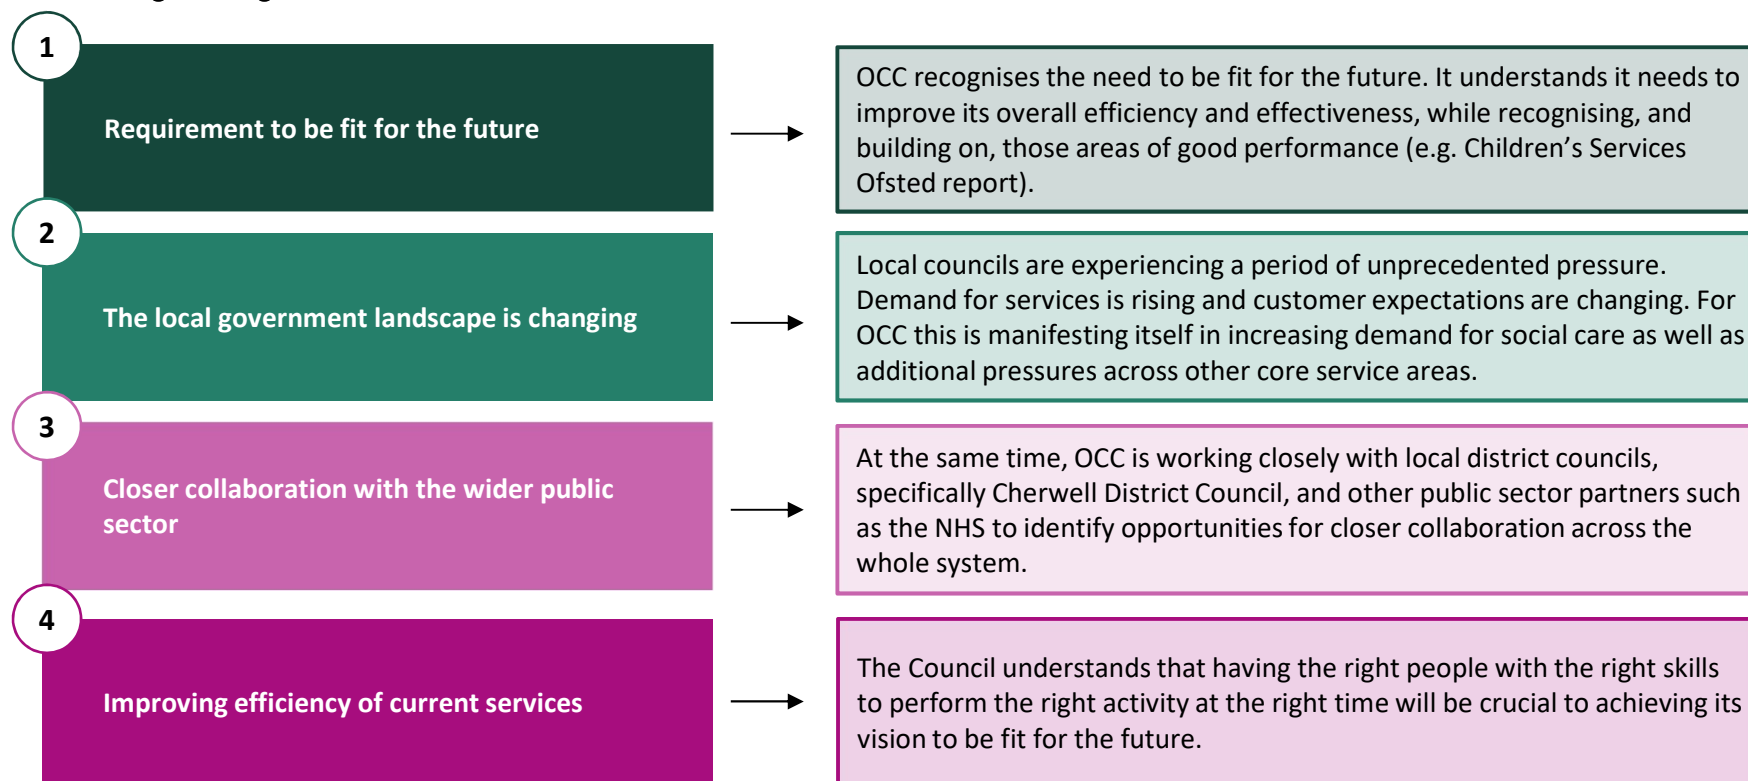 1
Requirement to be fit for the future
OCC recognises the need to be fit for the future. It understands it needs to
improve its overall efficiency and effectiveness, while recognising, and
building on, those areas of good performance (e.g. Children’s Services
Ofsted report).
2
The local government landscape is changing
Local councils are experiencing a period of unprecedented pressure.
Demand for services is rising and customer expectations are changing. For
OCC this is manifesting itself in increasing demand for social care as well as
additional pressures across other core service areas.
3
Closer collaboration with the wider public
sector
At the same time, OCC is working closely with local district councils,
specifically Cherwell District Council, and other public sector partners such
as the NHS to identify opportunities for closer collaboration across the
whole system.
4
Improving efficiency of current services
The Council understands that having the right people with the right skills
to perform the right activity at the right time will be crucial to achieving its
vision to be fit for the future.